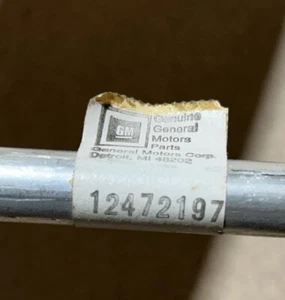 GM
Genuine
General
Motors
Parts
General Motors Corp.
Detroit, MI 48202
12472197